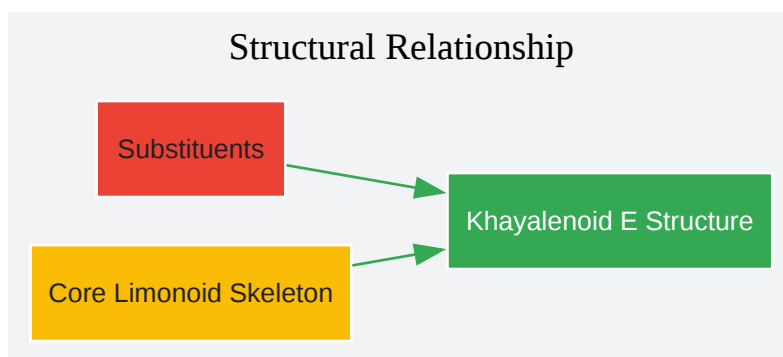 Structural Relationship
Substituents
Khayalenoid E Structure
Core Limonoid Skeleton